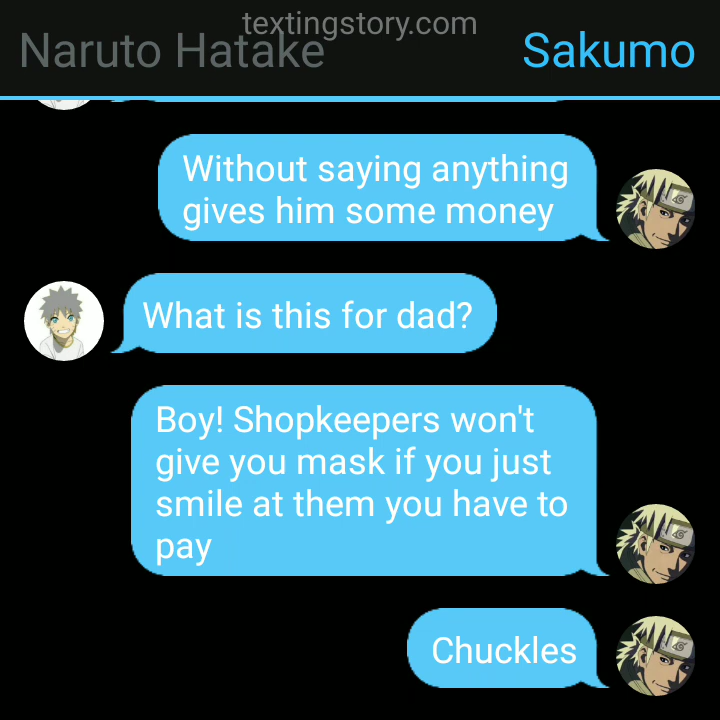 textingstory.com
Naruto Hatake
Sakumo
Without saying anything
gives him some money
What is this for dad?
Boy! Shopkeepers won't
give you mask if you just
smile at them you have to
pay
Chuckles